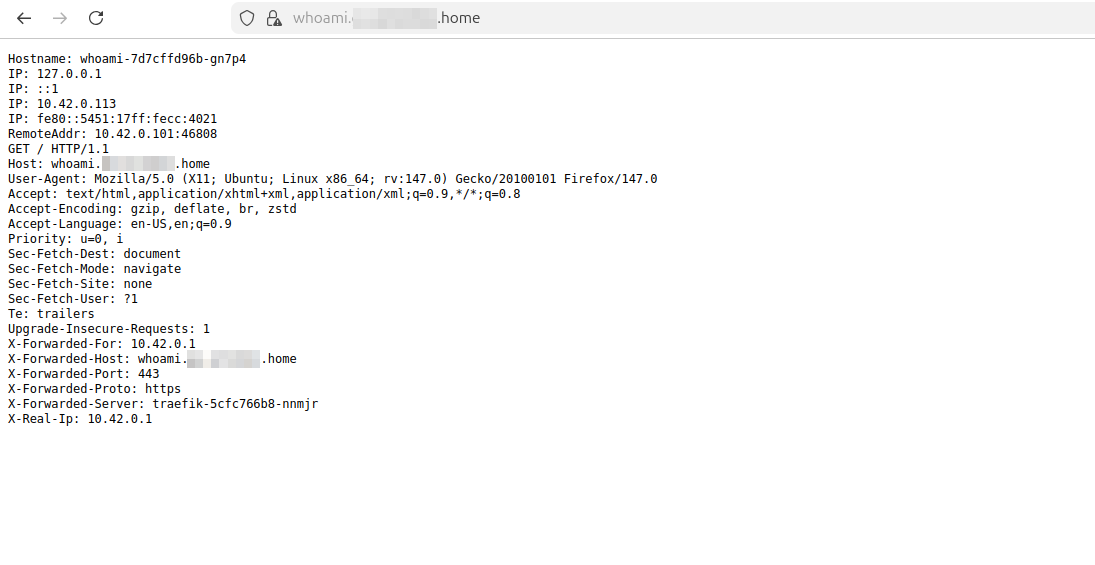 whoami. .home
Hostname: whoami-7d7cffd96b-gn7p4
IP: 127.0.0.1
IP: ::1
IP: 10.42.0.113
IP: fe80::5451:17ff:fecc:4021
RemoteAddr: 10.42.0.101:46808
GET / HTTP/1.1
Host: whoami. .home
User-Agent: Mozilla/5.0 (X11; Ubuntu; Linux x86_64; rv:147.0) Gecko/20100101 Firefox/147.0
Accept: text/html,application/xhtml+xml,application/xml;q=0.9,*/*;q=0.8
Accept-Encoding: gzip, deflate, br, zstd
Accept-Language: en-US,en;q=0.9
Priority: u=0, i
Sec-Fetch-Dest: document
Sec-Fetch-Mode: navigate
Sec-Fetch-Site: none
Sec-Fetch-User: ?1
Te: trailers
Upgrade-Insecure-Requests: 1
X-Forwarded-For: 10.42.0.1
X-Forwarded-Host: whoami. .home
X-Forwarded-Port: 443
X-Forwarded-Proto: https
X-Forwarded-Server: traefik-5cfc766b8-nnmjr
X-Real-Ip: 10.42.0.1